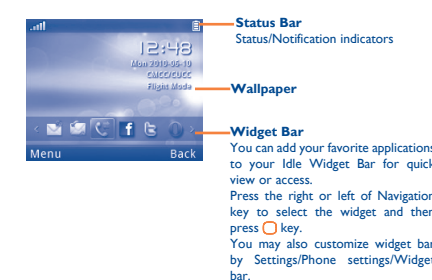 Status Bar
Status/Notification indicators
12:48
Mon 2010-05-10
CMCC/CUCC
Flight Mode
Wallpaper
Menu
Back
Widget Bar
You can add your favorite applications
to your Idle Widget Bar for quick
view or access.
Press the right or left of Navigation
key to select the widget and then
press key.
You may also customize widget bar
by Settings/Phone settings/Widget
bar.